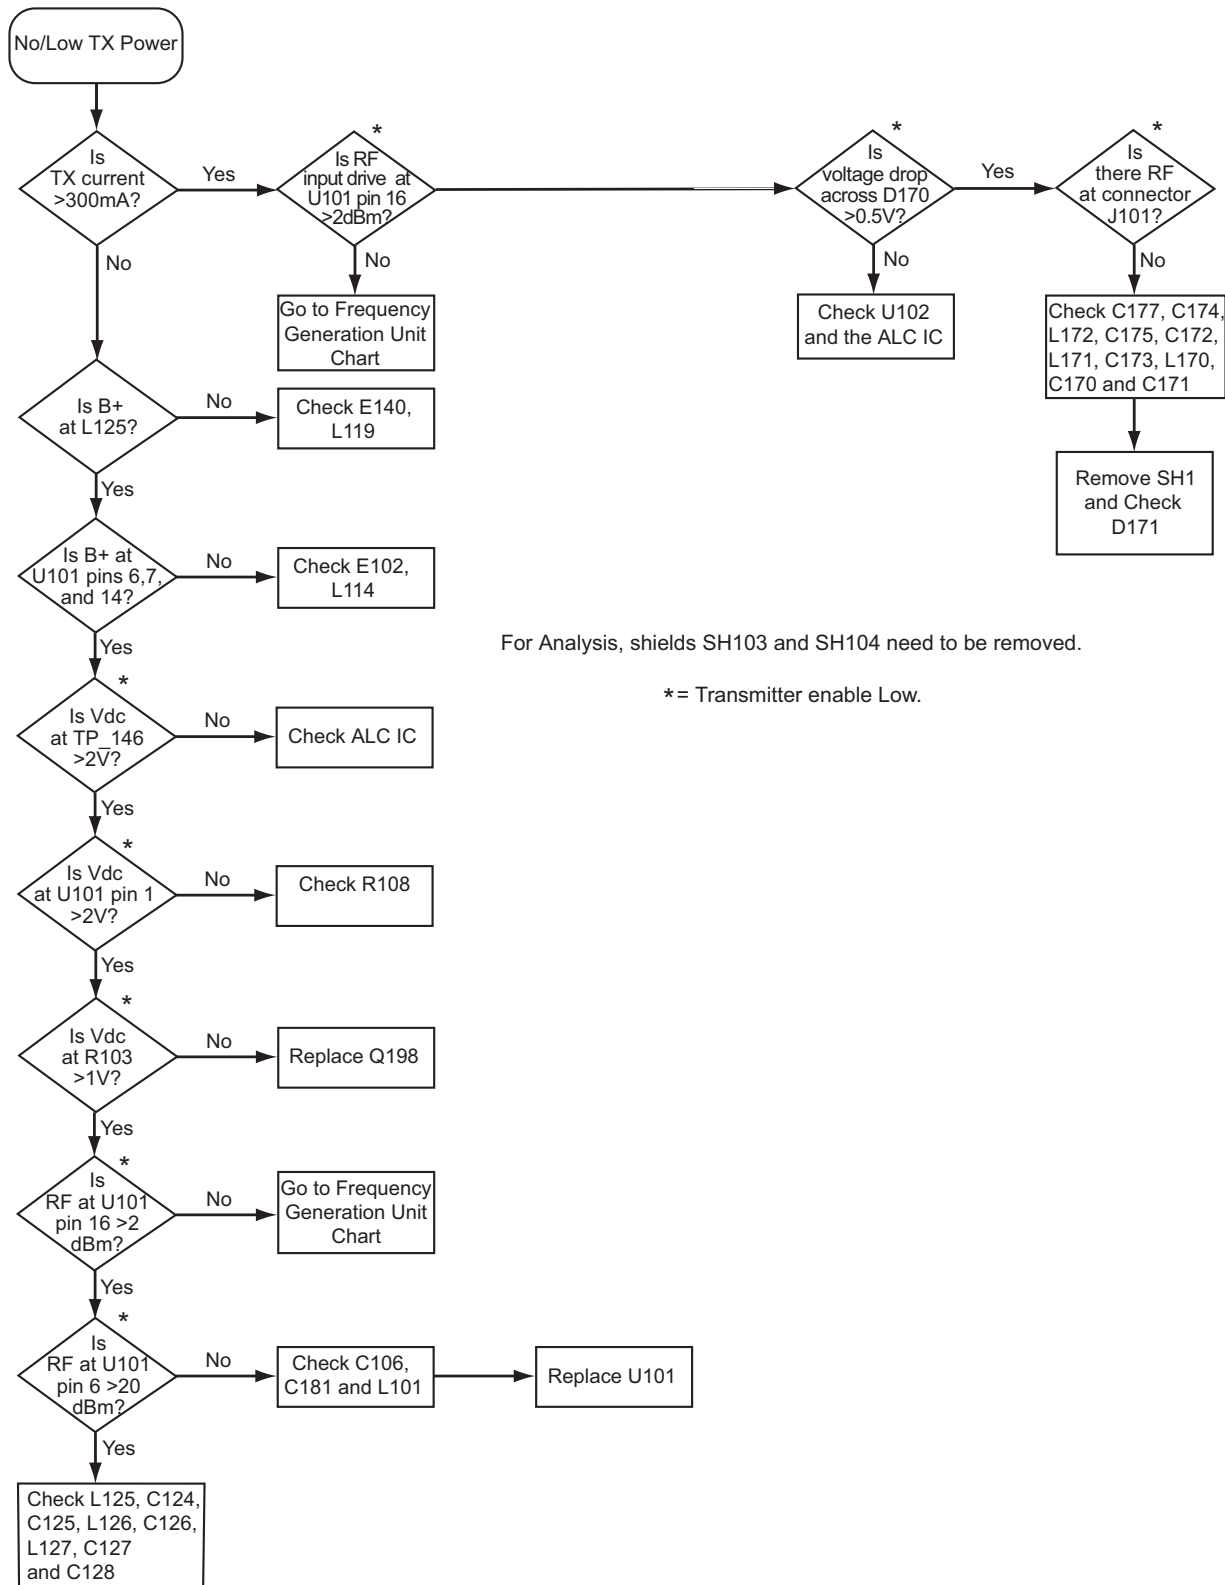 No/Low TX Power
Is
TX current
>300mA?
Yes
No
*
Is RF
input drive at
U101 pin 16
>2dBm?
No
Go to Frequency
Generation Unit
Chart
*
Is
voltage drop
across D170
>0.5V?
Yes
No
Check U102
and the ALC IC
*
Is
there RF
at connector
J101?
No
Check C177, C174,
L172, C175, C172,
L171, C173, L170,
C170 and C171
Remove SH1
and Check
D171
Is B+
at L125?
No
Check E140,
L119
Yes
Is B+ at
U101 pins 6,7,
and 14?
No
Check E102,
L114
Yes
For Analysis, shields SH103 and SH104 need to be removed.
*= Transmitter enable Low.
*
Is Vdc
at TP_146
>2V?
No
Check ALC IC
Yes
*
Is Vdc
at U101 pin 1
>2V?
No
Check R108
Yes
*
Is Vdc
at R103
>1V?
No
Replace Q198
Yes
*
Is
RF at U101
pin 16 >2
dBm?
No
Go to Frequency
Generation Unit
Chart
Yes
*
Is
RF at U101
pin 6 >20
dBm?
No
Check C106,
C181 and L101
Replace U101
Yes
Check L125, C124,
C125, L126, C126,
L127, C127
and C128